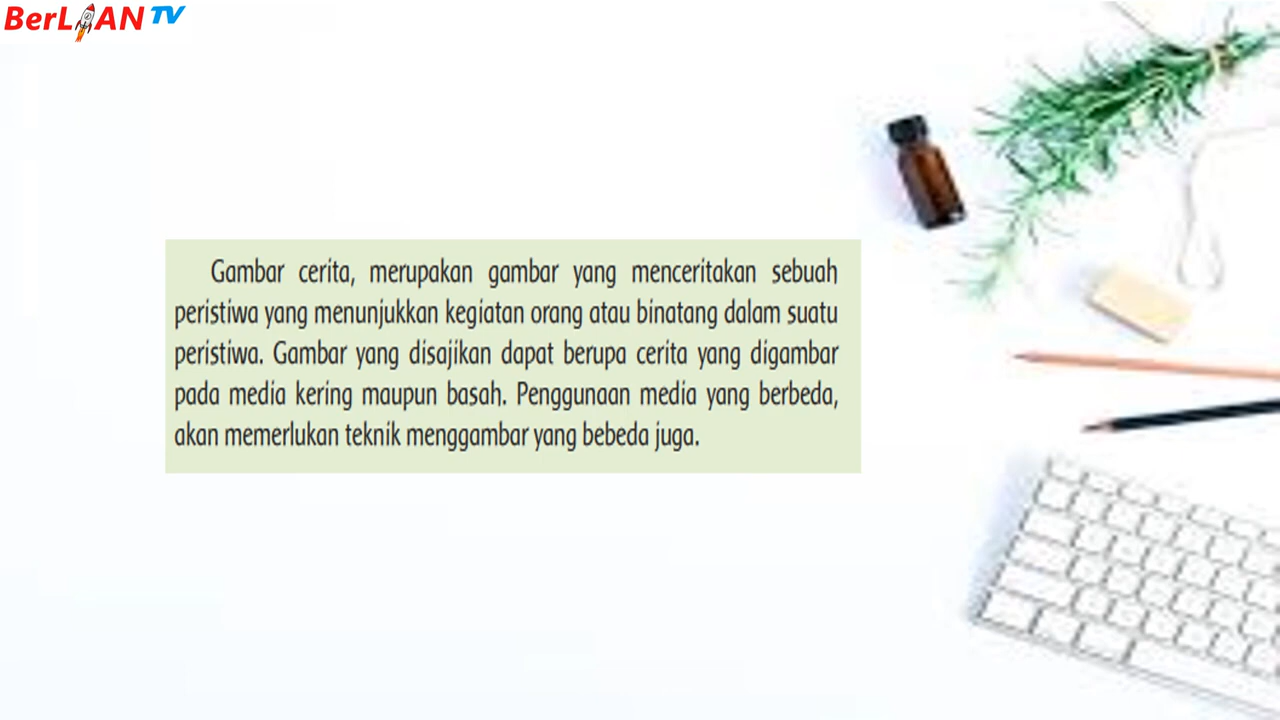 BerLIAN TV
Gambar cerita, merupakan gambar yang menceritakan sebuah
peristiwa yang menunjukkan kegiatan orang atau binatang dalam suatu
peristiwa. Gambar yang disajikan dapat berupa cerita yang digambar
pada media kering maupun basah. Penggunaan media yang berbeda,
akan memerlukan teknik menggambar yang bebeda juga.